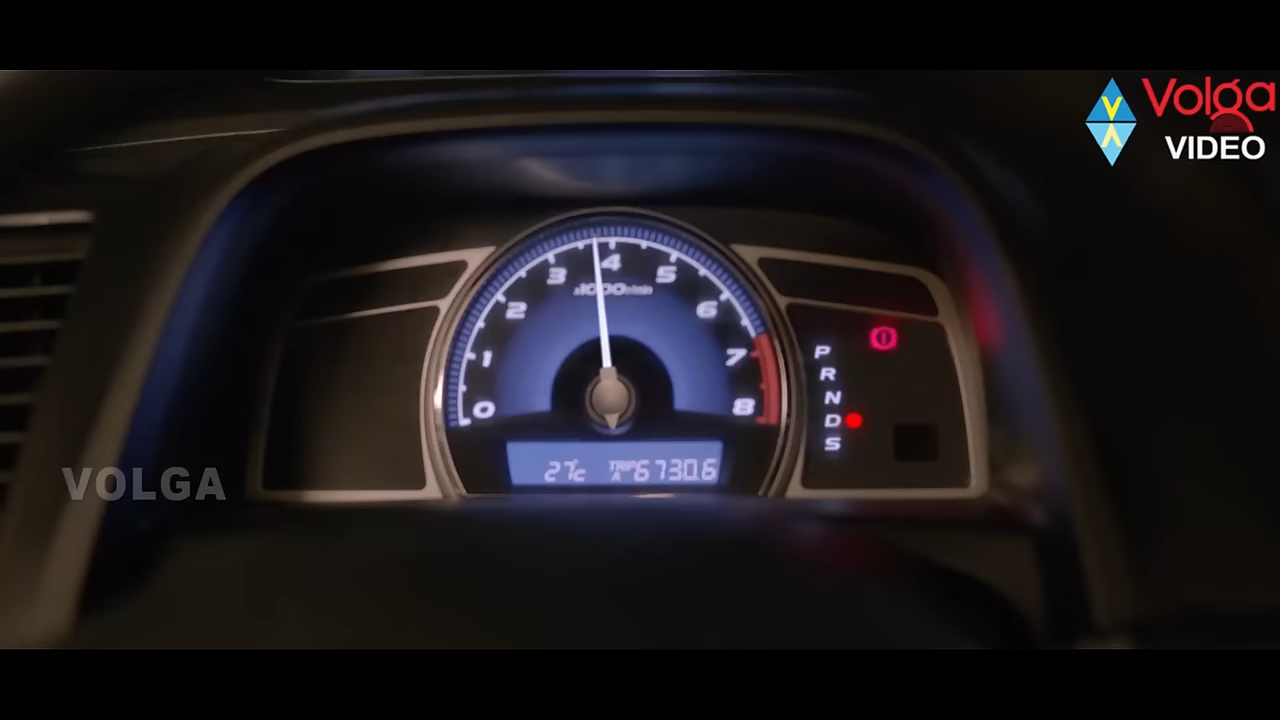 Volga
VIDEO
0 1 2 3 4 5 6 7 8
x1000r/min
P
R
N
D
S
27°C TRIP A 6730.6
VOLGA